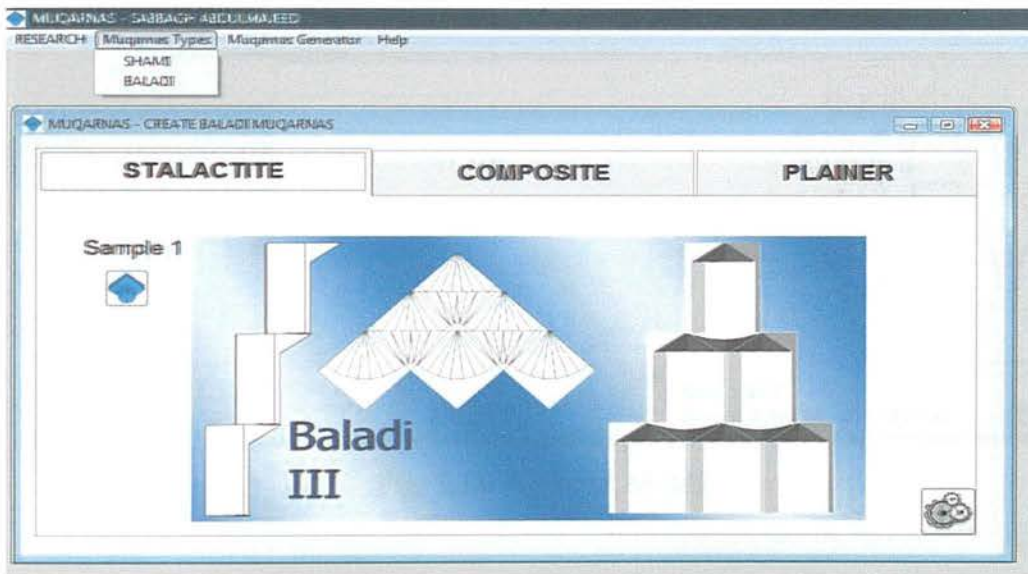 MUQARNAS - SABBAGH ABDULMAJEED
RESEARCH Muqarnas Types Muqarnas Generator Help
SHAMI
BALADI
MUQARNAS - CREATE BALADI MUQARNAS
STALACTITE COMPOSITE PLAINER
Sample 1
Baladi
III